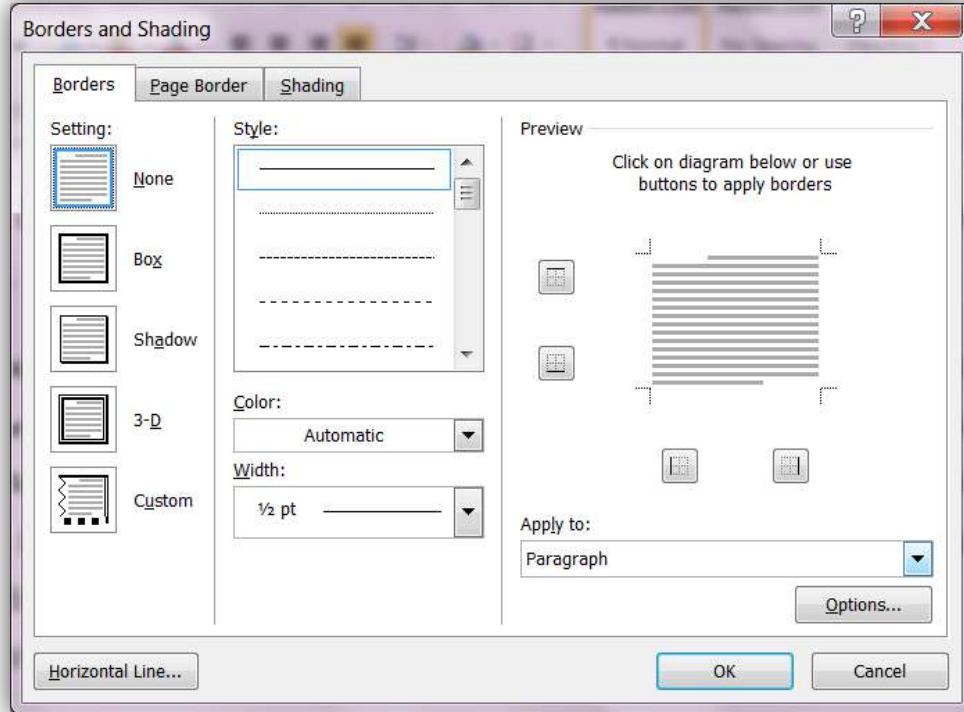 Borders and Shading
Borders
Page Border
Shading
Setting:
None
Box
Shadow
3-D
Custom
Style:
Color:
Automatic
Width:
½ pt
Preview
Click on diagram below or use
buttons to apply borders
Apply to:
Paragraph
Options...
Horizontal Line...
OK
Cancel